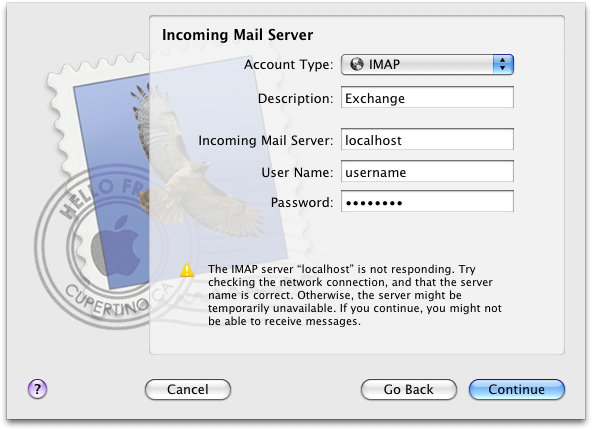 Incoming Mail Server
Account Type: IMAP
Description: Exchange
Incoming Mail Server: localhost
User Name: username
Password: ••••••••
HELLO FR
CUPERTINO CA
The IMAP server “localhost” is not responding. Try
checking the network connection, and that the server
name is correct. Otherwise, the server might be
temporarily unavailable. If you continue, you might not
be able to receive messages.
? Cancel Go Back Continue